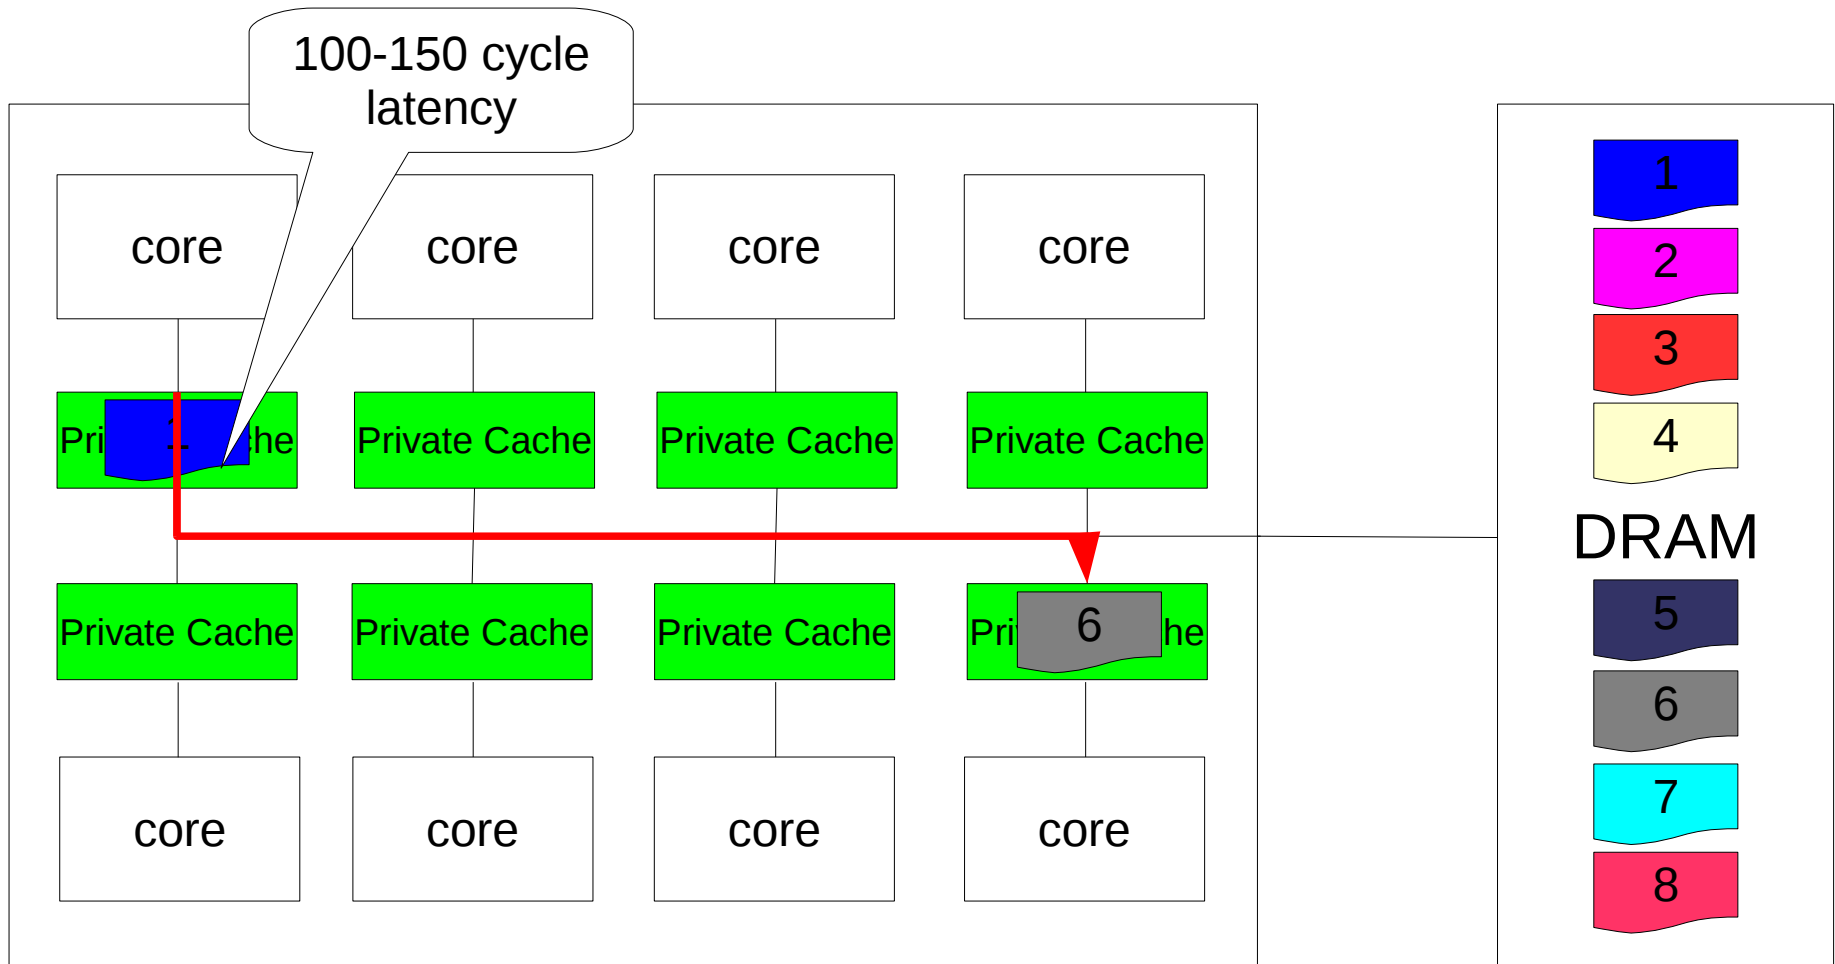 100-150 cycle
latency
core
core
core
core
Pri
1
he
Private Cache
Private Cache
Private Cache
Private Cache
Private Cache
Private Cache
Pri
6
he
core
core
core
core
1
2
3
4
DRAM
5
6
7
8